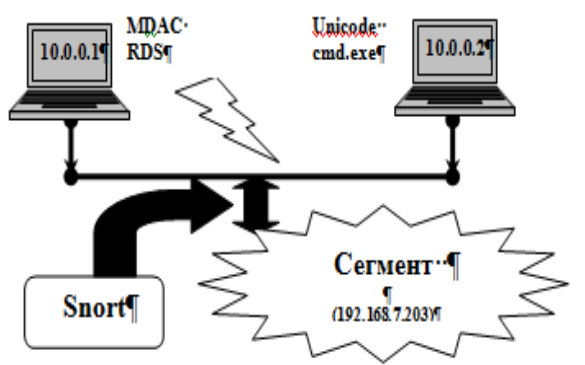 10.0.0.1¶
MDAC·
RDS¶
Unicode··
cmd.exe¶
10.0.0.2¶
Snort¶
Сегмент··¶
¶
(192.168.7.203)¶